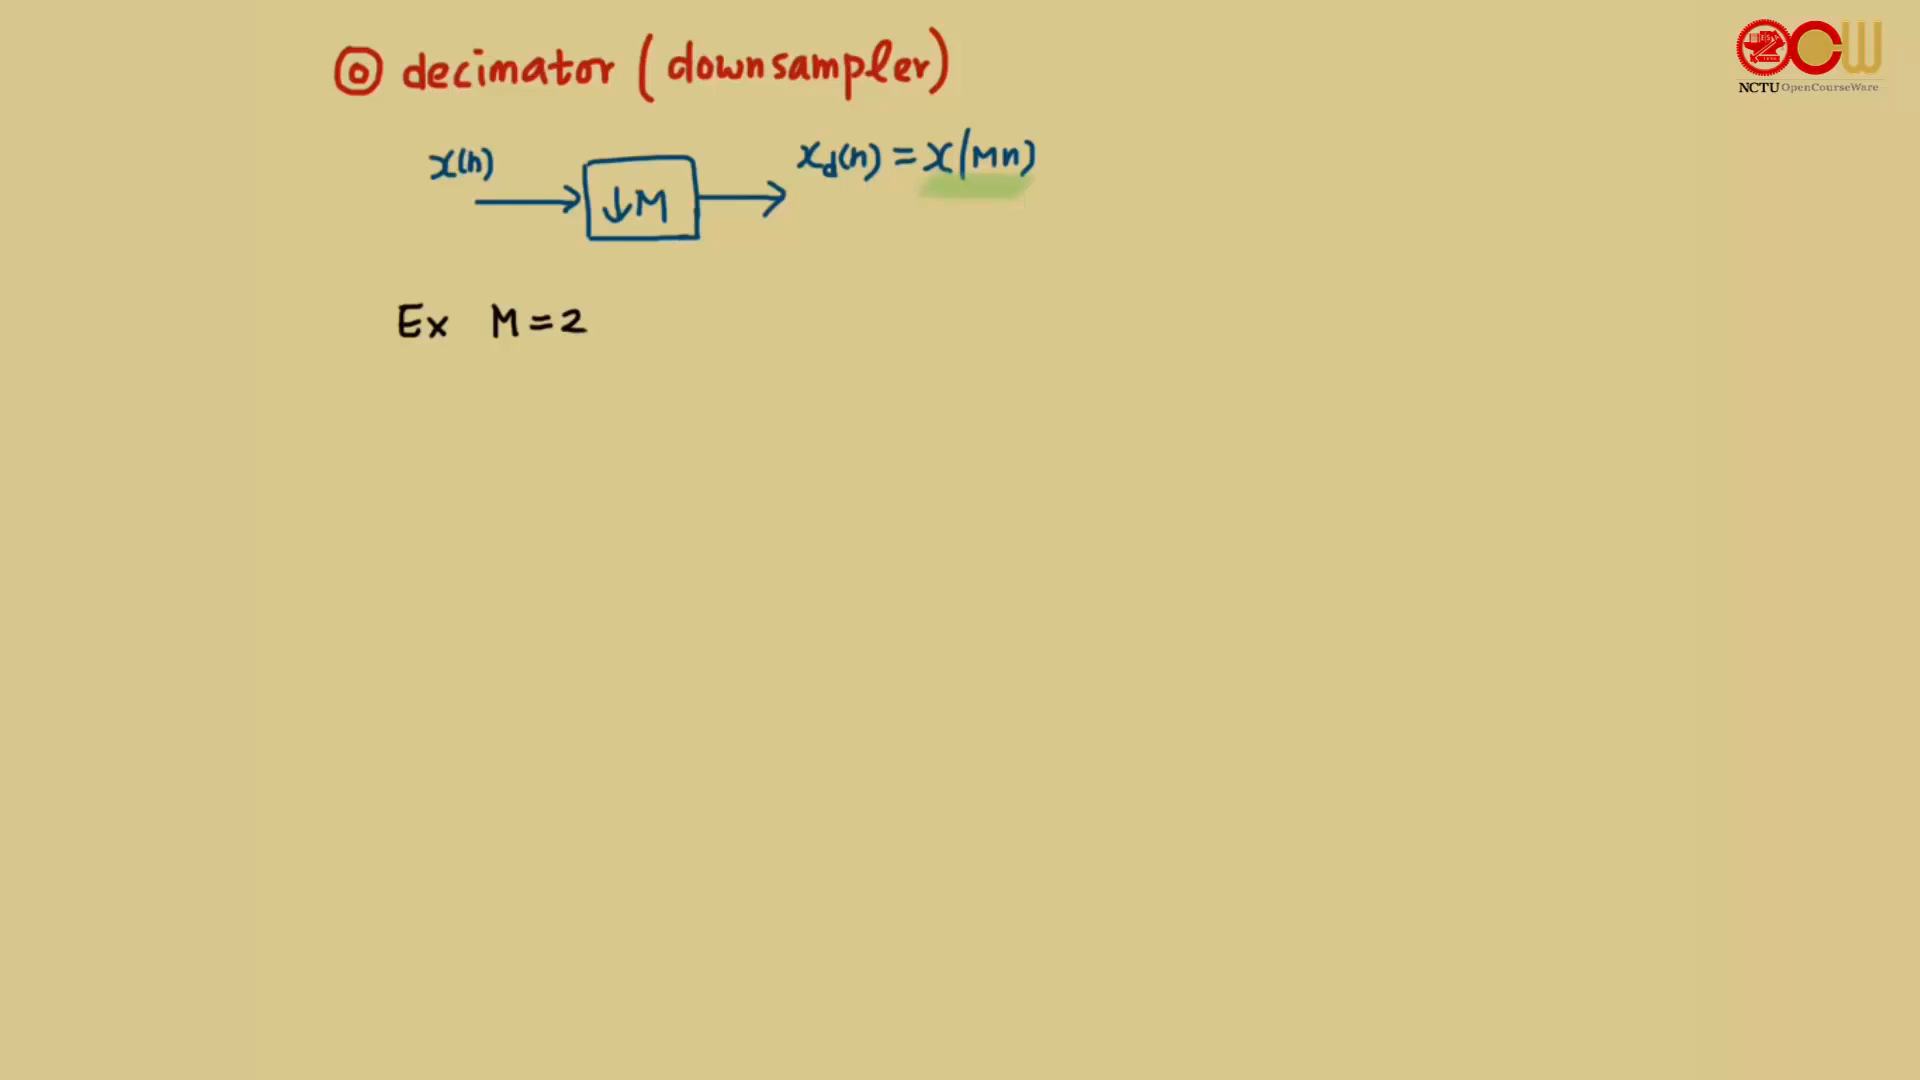 ◎ decimator (downsampler)
x(n)
↓M
x_d(n) = x(Mn)
Ex M=2
NCTU OpenCourseWare